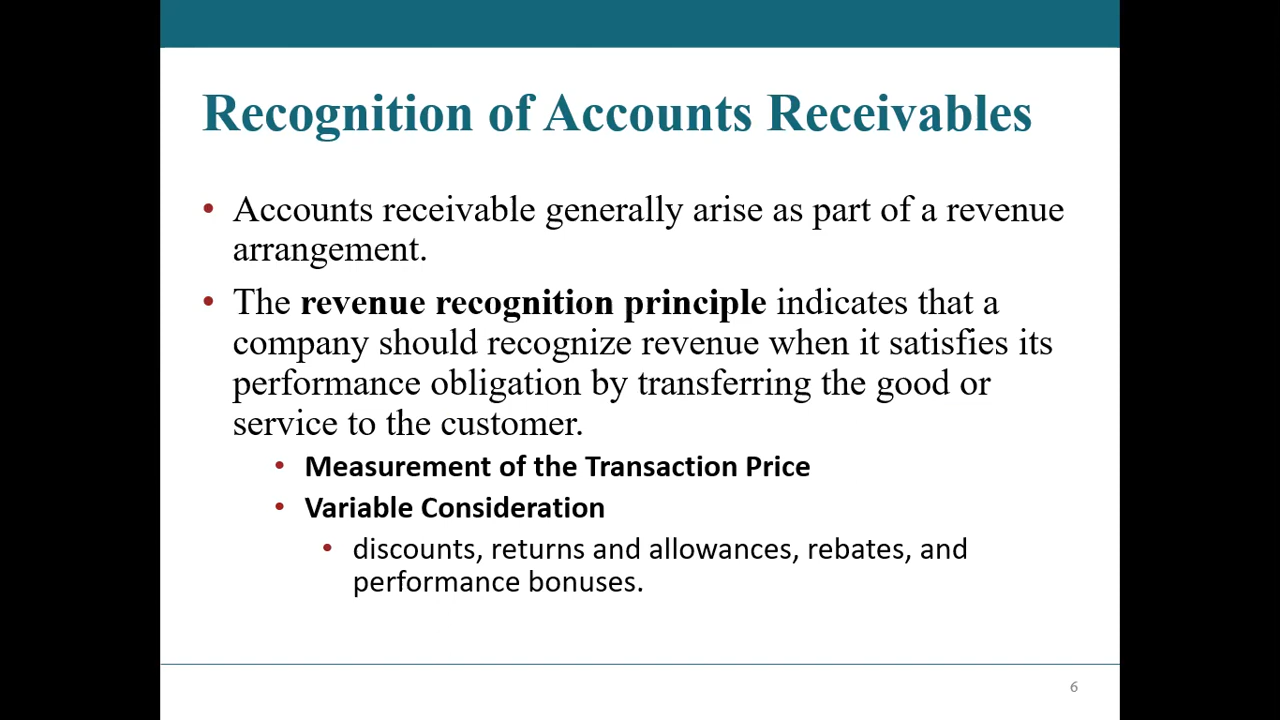 Recognition of Accounts Receivables
• Accounts receivable generally arise as part of a revenue
arrangement.
• The revenue recognition principle indicates that a
company should recognize revenue when it satisfies its
performance obligation by transferring the good or
service to the customer.
• Measurement of the Transaction Price
• Variable Consideration
• discounts, returns and allowances, rebates, and
performance bonuses.
6